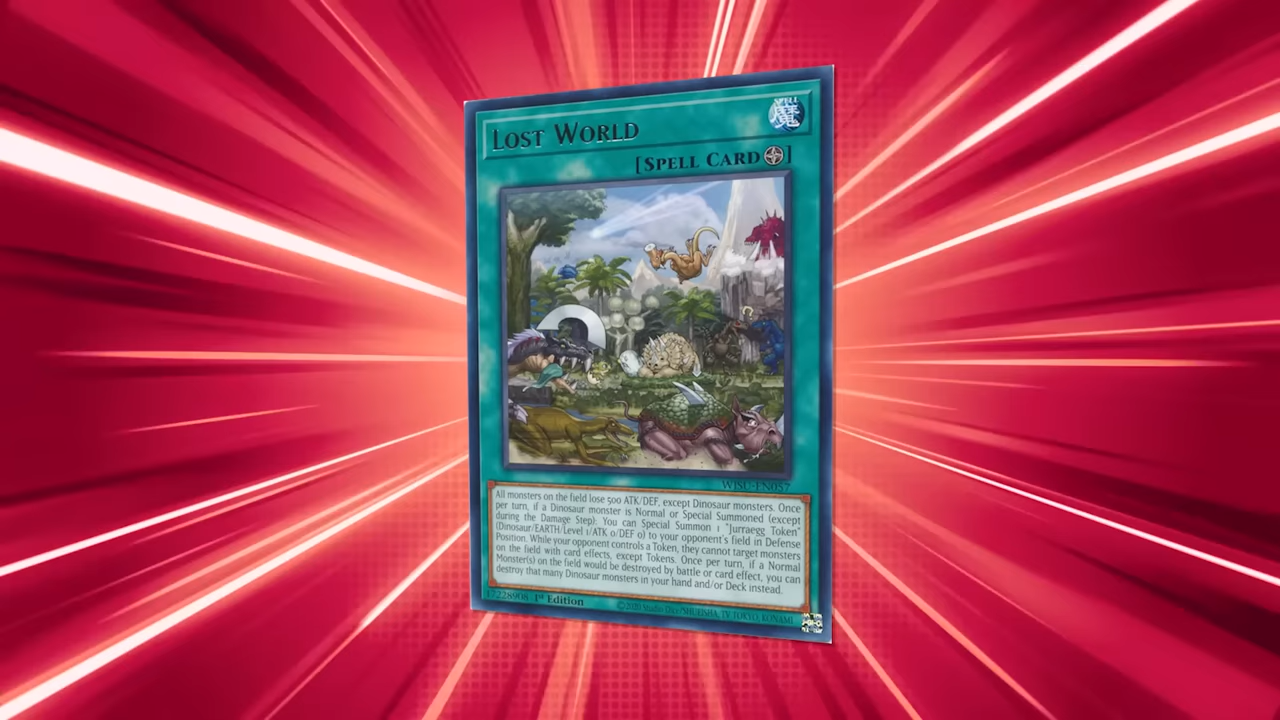 LOST WORLD
SPELL
魔
[SPELL CARD]
?
WISU-EN057
All monsters on the field lose 500 ATK/DEF, except Dinosaur monsters. Once
per turn, if a Dinosaur monster is Normal or Special Summoned (except
during the Damage Step): You can Special Summon 1 "Jurraegg Token"
(Dinosaur/EARTH/Level 1/ATK 0/DEF 0) to your opponent's field in Defense
Position. While your opponent controls a Token, they cannot target monsters
on the field with card effects, except Tokens. Once per turn, if a Normal
Monster(s) on the field would be destroyed by battle or card effect, you can
destroy that many Dinosaur monsters in your hand and/or Deck instead.
17228908 1st Edition
©2020 Studio Dice/SHUEISHA, TV TOKYO, KONAMI